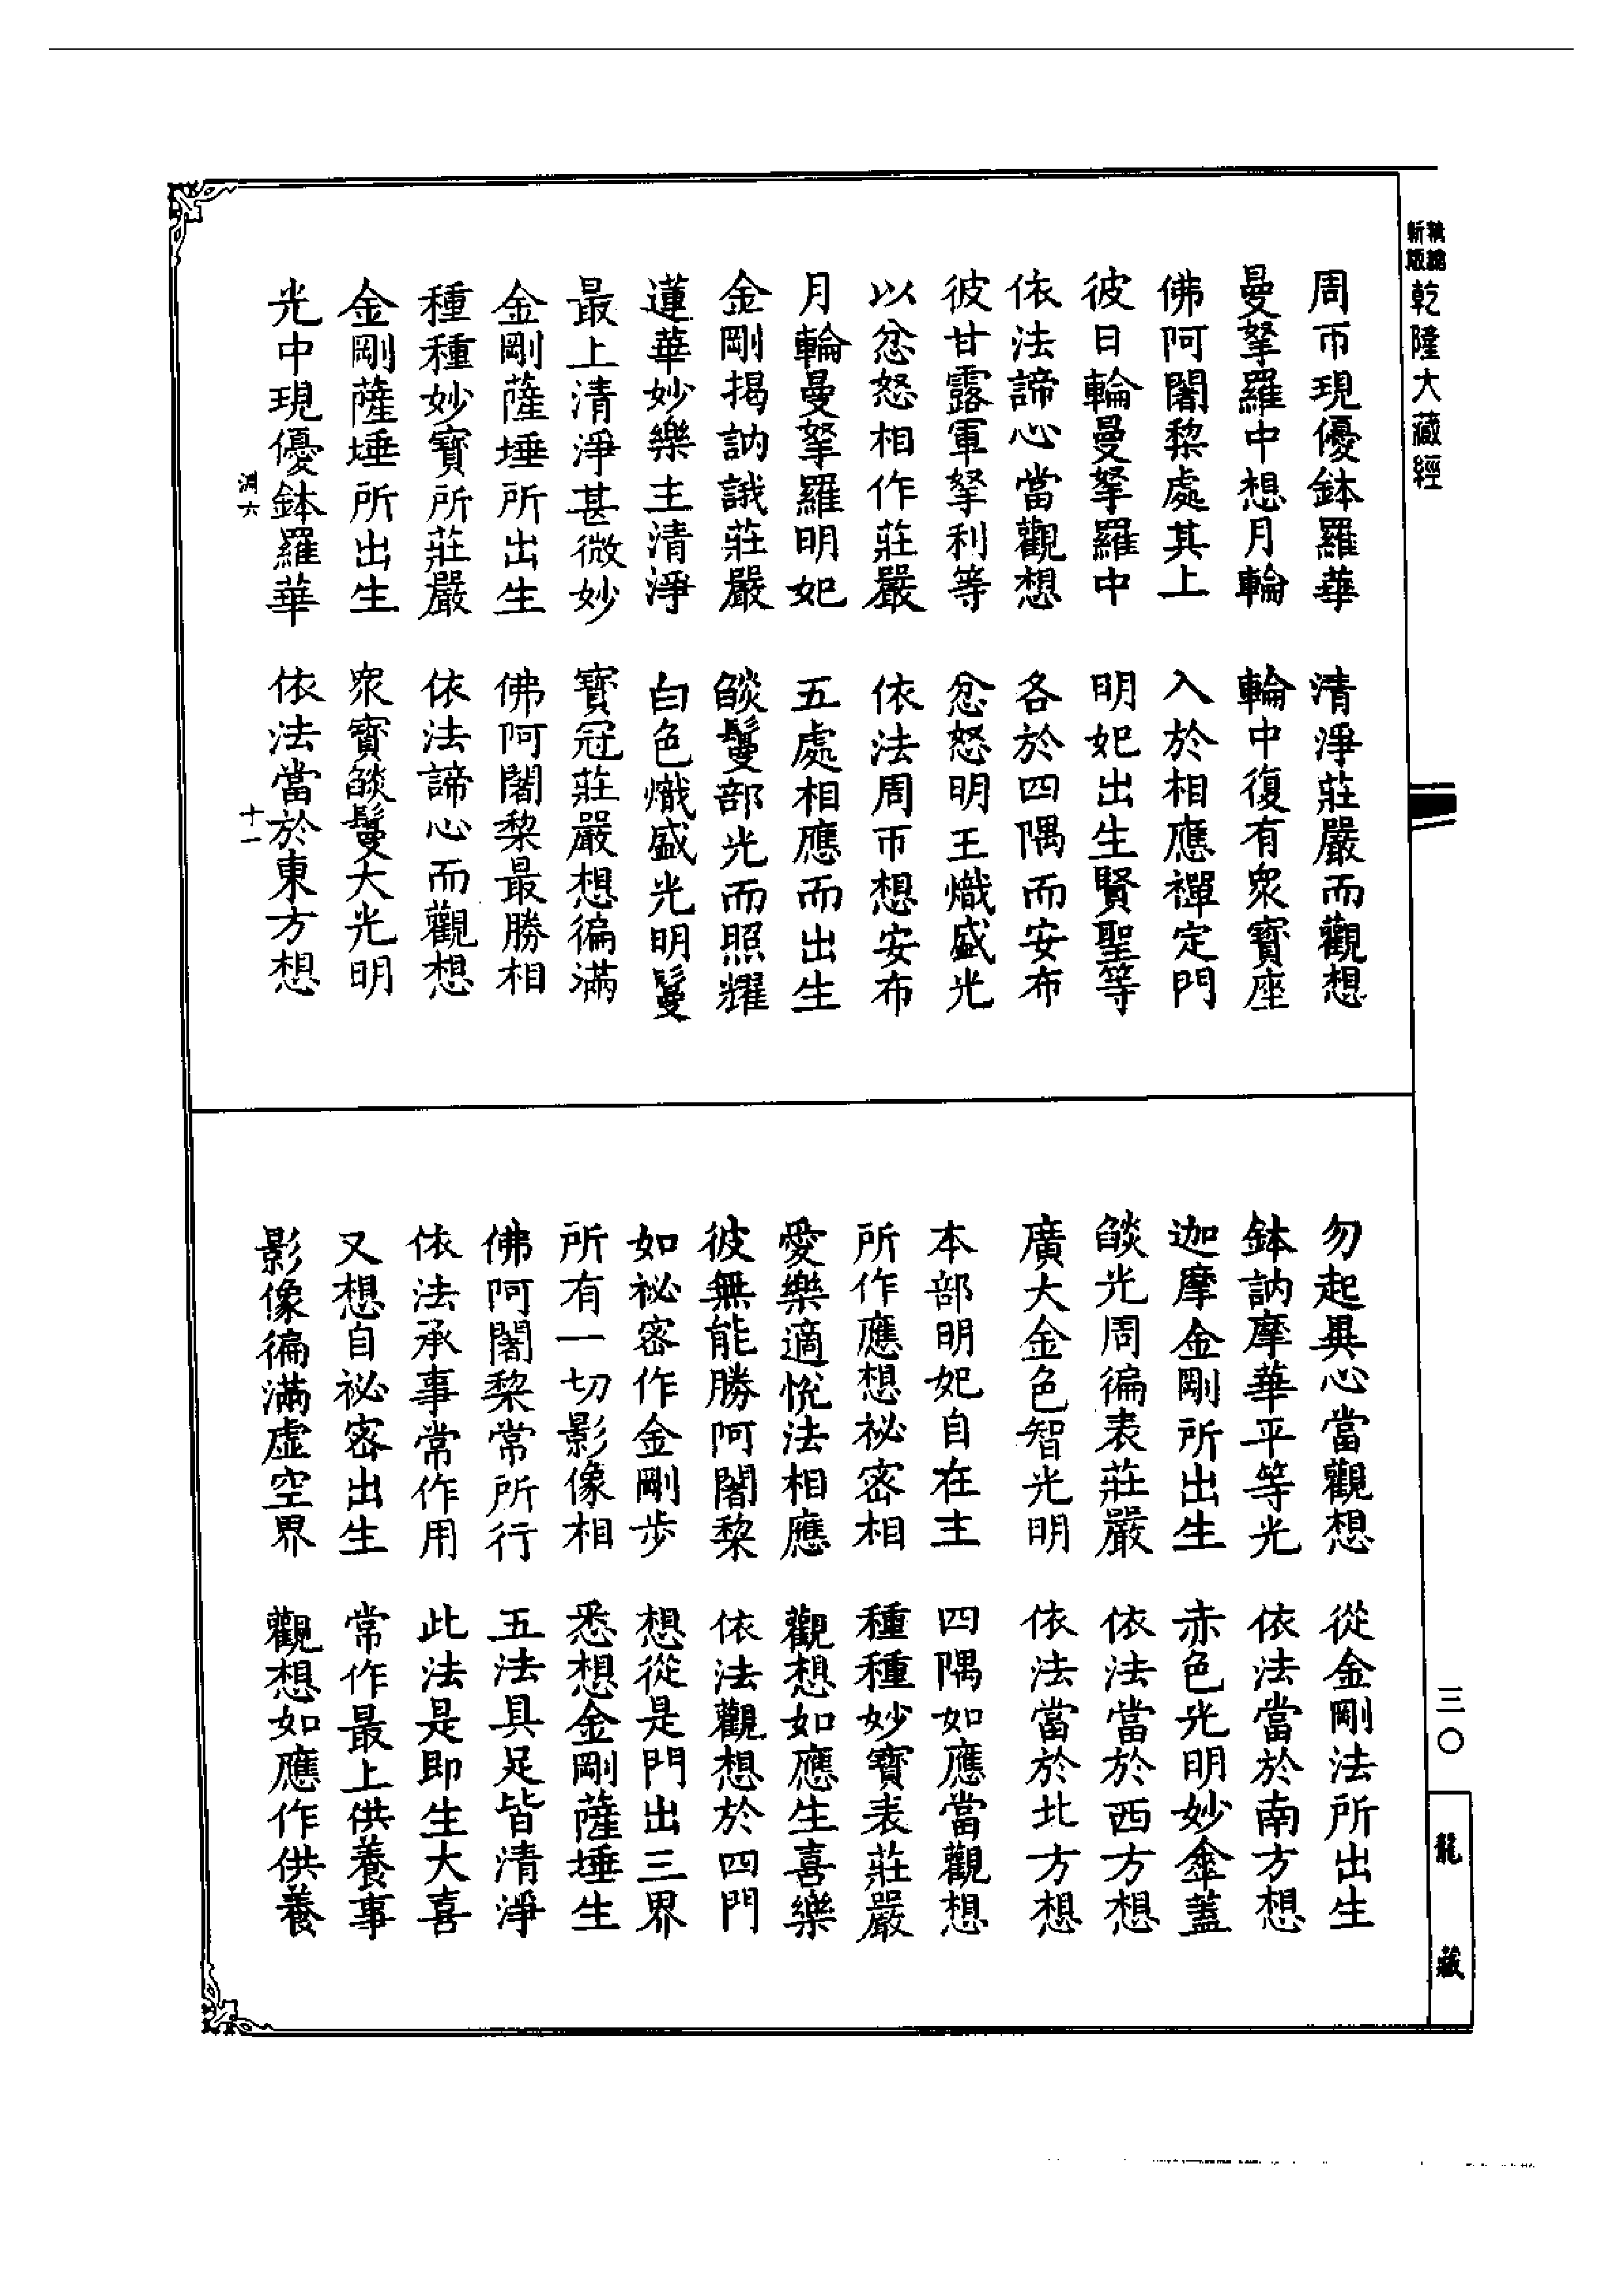 乾隆大藏經
周帀現優鉢羅華　清淨莊嚴而觀想
曼拏羅中想月輪　輪中復有眾寶座
佛阿闍棃處其上　入於相應禪定門
彼日輪曼拏羅中　明妃出生賢聖等
依法諦心當觀想　各於四隅而安布
彼甘露軍拏利等　忿怒明王熾盛光
以忿怒相作莊嚴　依法周帀想安布
月輪曼拏羅明妃　五處相應而出生
金剛揭訥誐莊嚴　燄鬘部光而照耀
蓮華妙樂主清淨　白色熾盛光明鬘
最上清淨甚微妙　寶冠莊嚴想徧滿
金剛薩埵所出生　佛阿闍棃最勝相
種種妙寶所莊嚴　依法諦心而觀想
金剛薩埵所出生　眾寶燄鬘大光明
光中現優鉢羅華　依法當於東方想
淵六　十一
勿起異心當觀想　從金剛法所出生
鉢訥摩華平等光　依法當於南方想
迦摩金剛所出生　赤色光明妙傘蓋
燄光周徧表莊嚴　依法當於西方想
廣大金色智光明　依法當於北方想
本部明妃自在主　四隅如應當觀想
所作應想祕密相　種種妙寶表莊嚴
愛樂適悅法相應　觀想如應生喜樂
彼無能勝阿闍棃　依法觀想於四門
如祕密作金剛步　想從是門出三界
所有一切影像相　悉想金剛薩埵生
佛阿闍棃常所行　五法具足皆清淨
依法承事常作用　此法是即生大喜
又想自祕密出生　常作最上供養事
影像徧滿虛空界　觀想如應作供養
三〇
龍藏